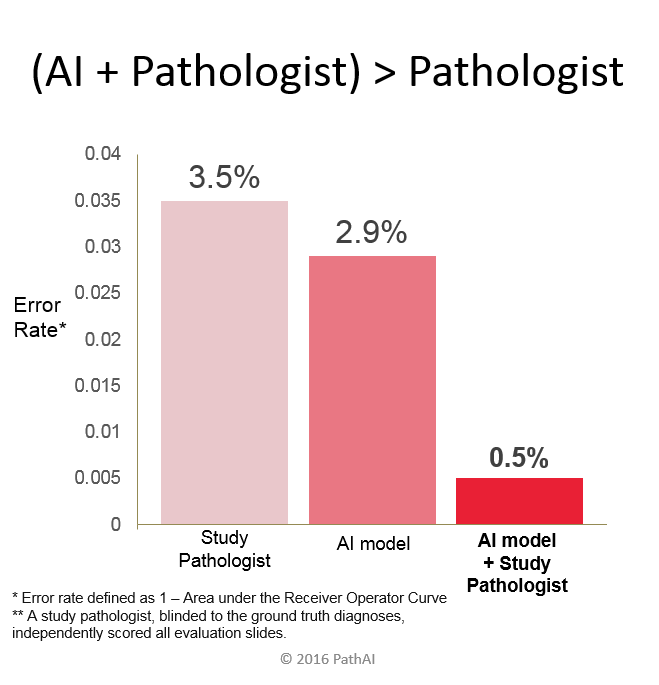 (AI + Pathologist) > Pathologist
0.04
0.035
0.03
0.025
0.02
0.015
0.01
0.005
0
Error
Rate*
3.5%
2.9%
0.5%
Study
Pathologist
AI model
AI model
+ Study
Pathologist
* Error rate defined as 1 – Area under the Receiver Operator Curve
** A study pathologist, blinded to the ground truth diagnoses,
independently scored all evaluation slides.
© 2016 PathAI